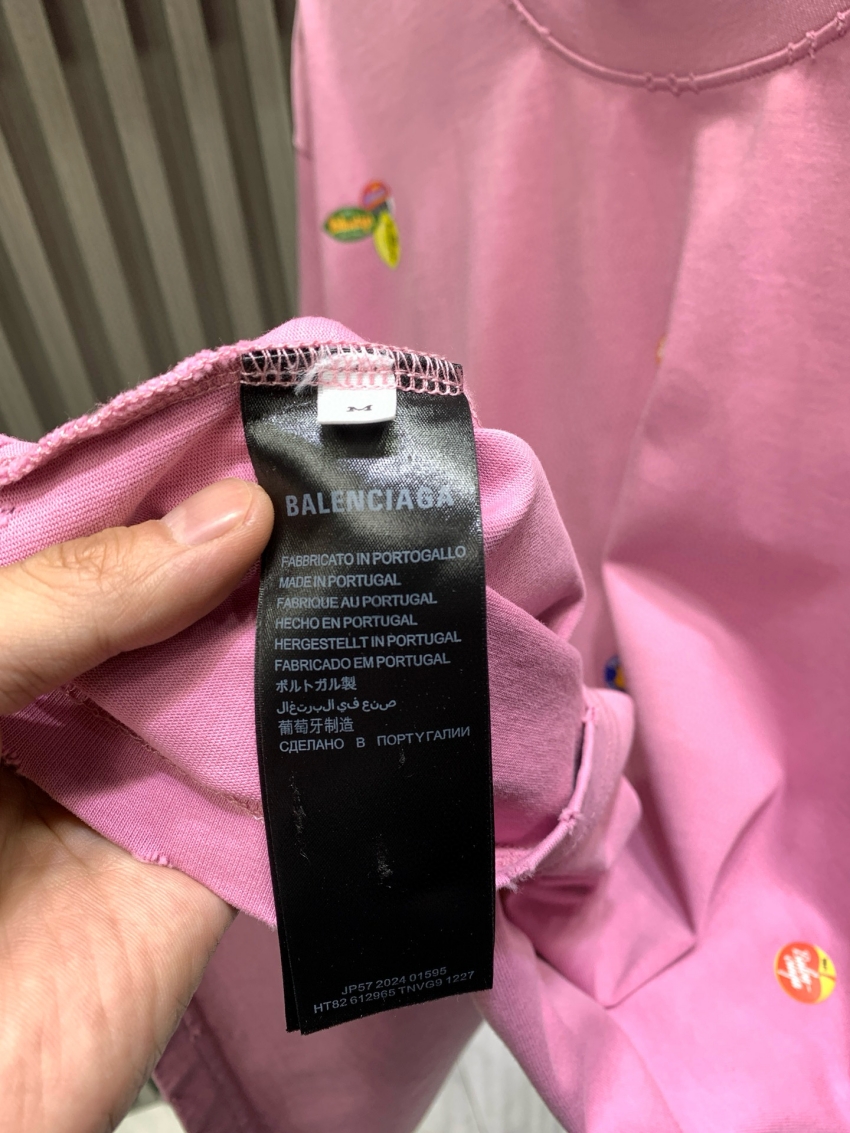 M
BALENCIAGA
FABBRICATO IN PORTOGALLO
MADE IN PORTUGAL
FABRIQUE AU PORTUGAL
HECHO EN PORTUGAL
HERGESTELLT IN PORTUGAL
FABRICADO EM PORTUGAL
ポルトガル製
صنع في البرتغال
葡萄牙制造
СДЕЛАНО В ПОРТУГАЛИИ
JP57 2024 01595
HT82 612965 TNVG9 1227